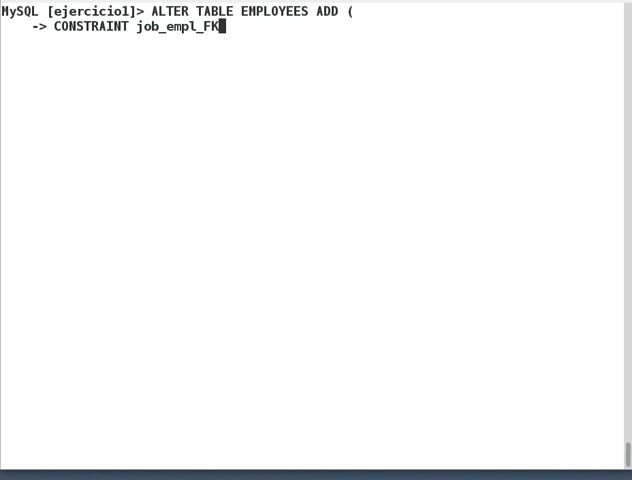 MySQL [ejercicio1]> ALTER TABLE EMPLOYEES ADD (
-> CONSTRAINT job_empl_FK